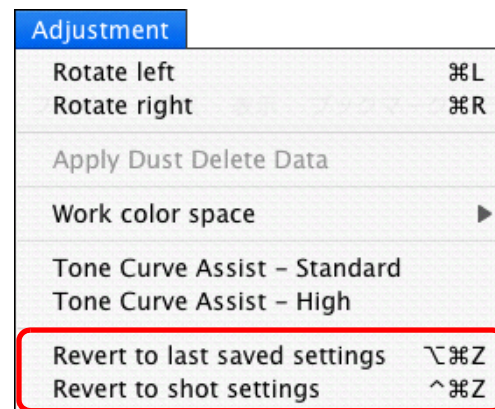 Adjustment
Rotate left ⌘L
Rotate right ⌘R
Apply Dust Delete Data
Work color space ▶
Tone Curve Assist – Standard
Tone Curve Assist – High
Revert to last saved settings ⌥⌘Z
Revert to shot settings ^⌘Z